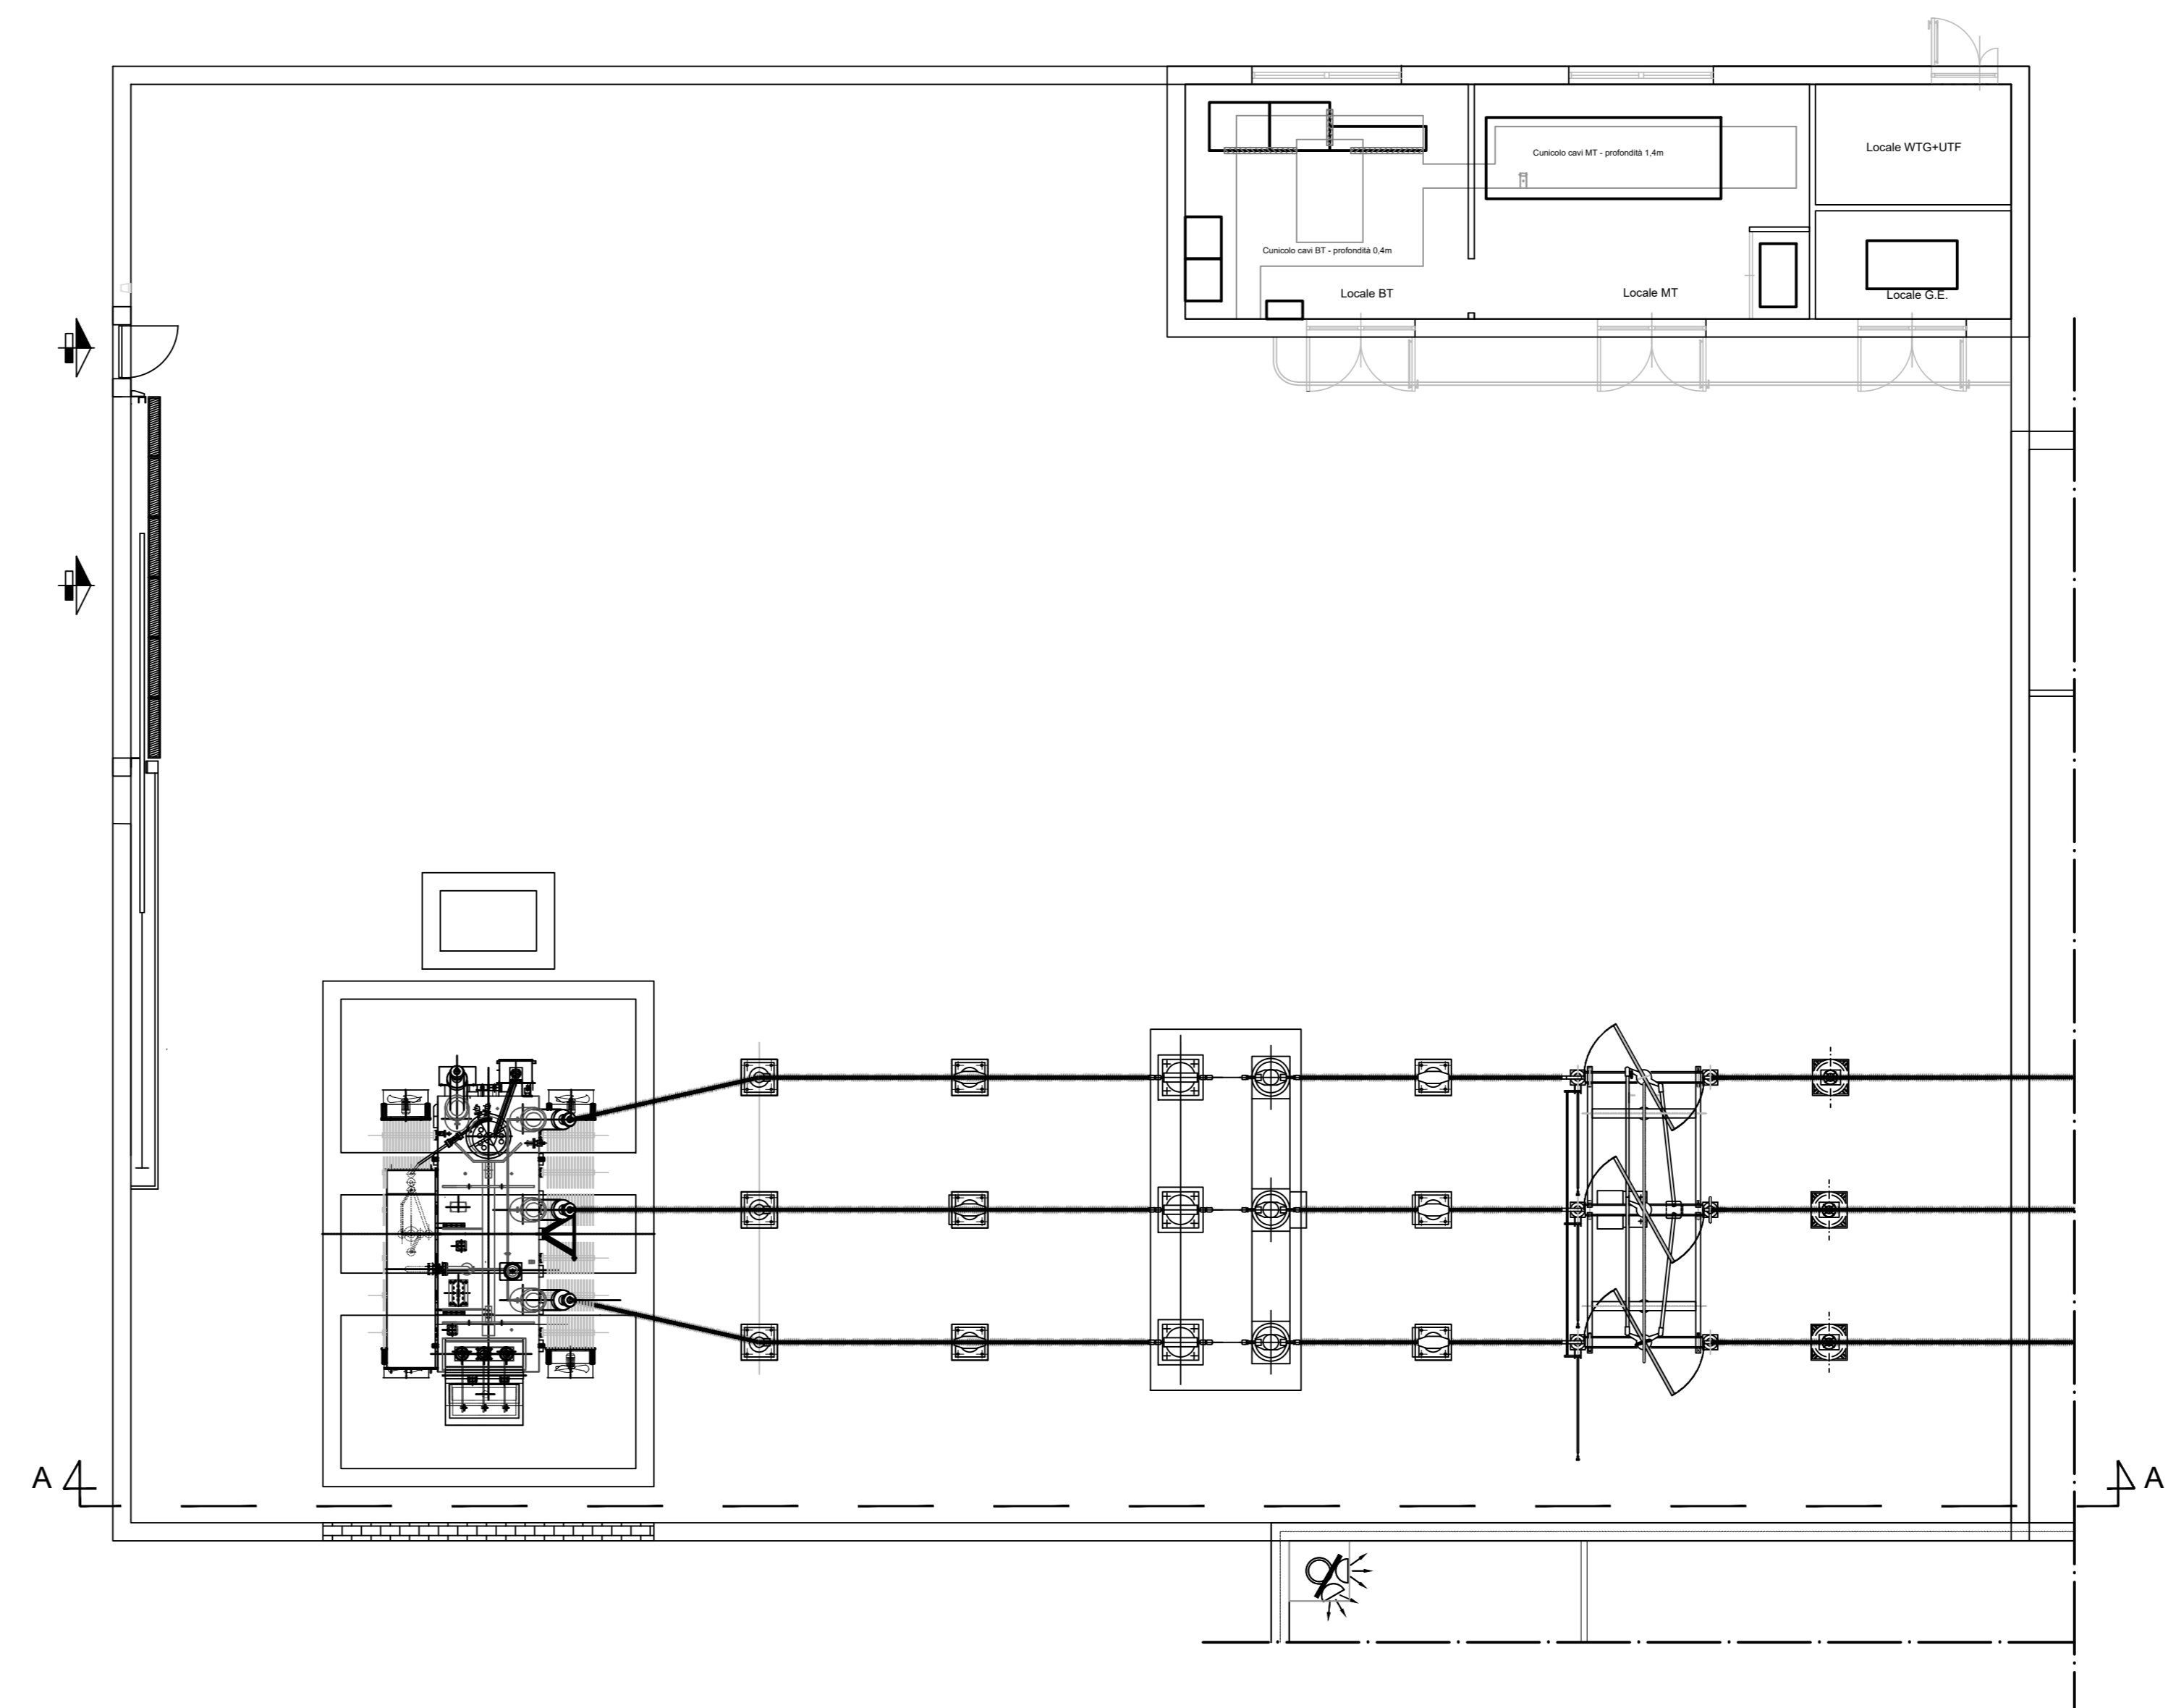 Locale WTG+UTF
Cunicolo cavi MT - profondità 1,4m
Cunicolo cavi BT - profondità 0,4m
Locale BT
Locale MT
Locale G.E.
A
A